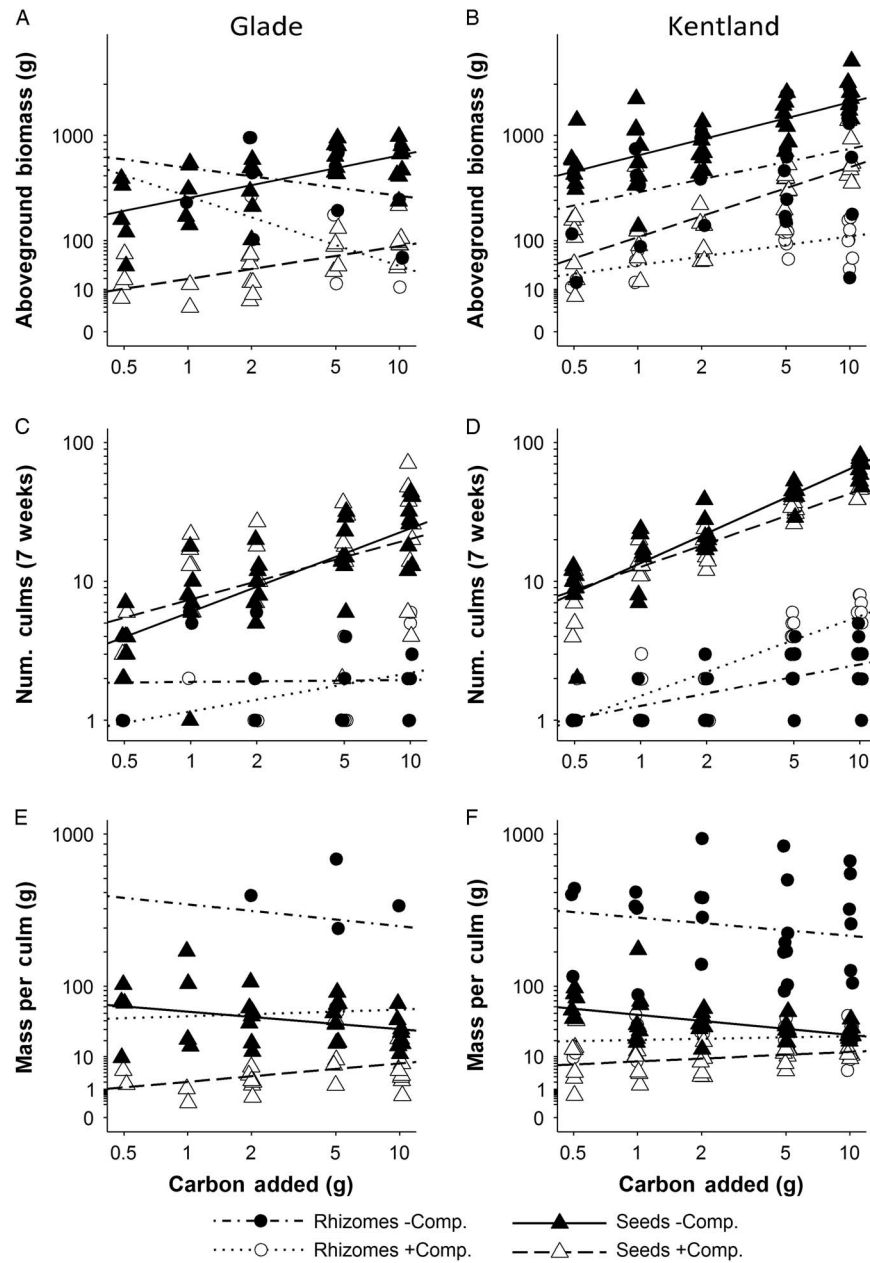 A Glade B Kentland
Aboveground biomass (g) Aboveground biomass (g)
1000 1000
100 100
10 10
0 0
0.5 1 2 5 10 0.5 1 2 5 10
C D
Num. culms (7 weeks) Num. culms (7 weeks)
100 100
10 10
1 1
0.5 1 2 5 10 0.5 1 2 5 10
E F
Mass per culm (g) Mass per culm (g)
1000 1000
100 100
10 10
1 1
0 0
0.5 1 2 5 10 0.5 1 2 5 10
Carbon added (g) Carbon added (g)
Rhizomes -Comp. Seeds -Comp.
Rhizomes +Comp. Seeds +Comp.